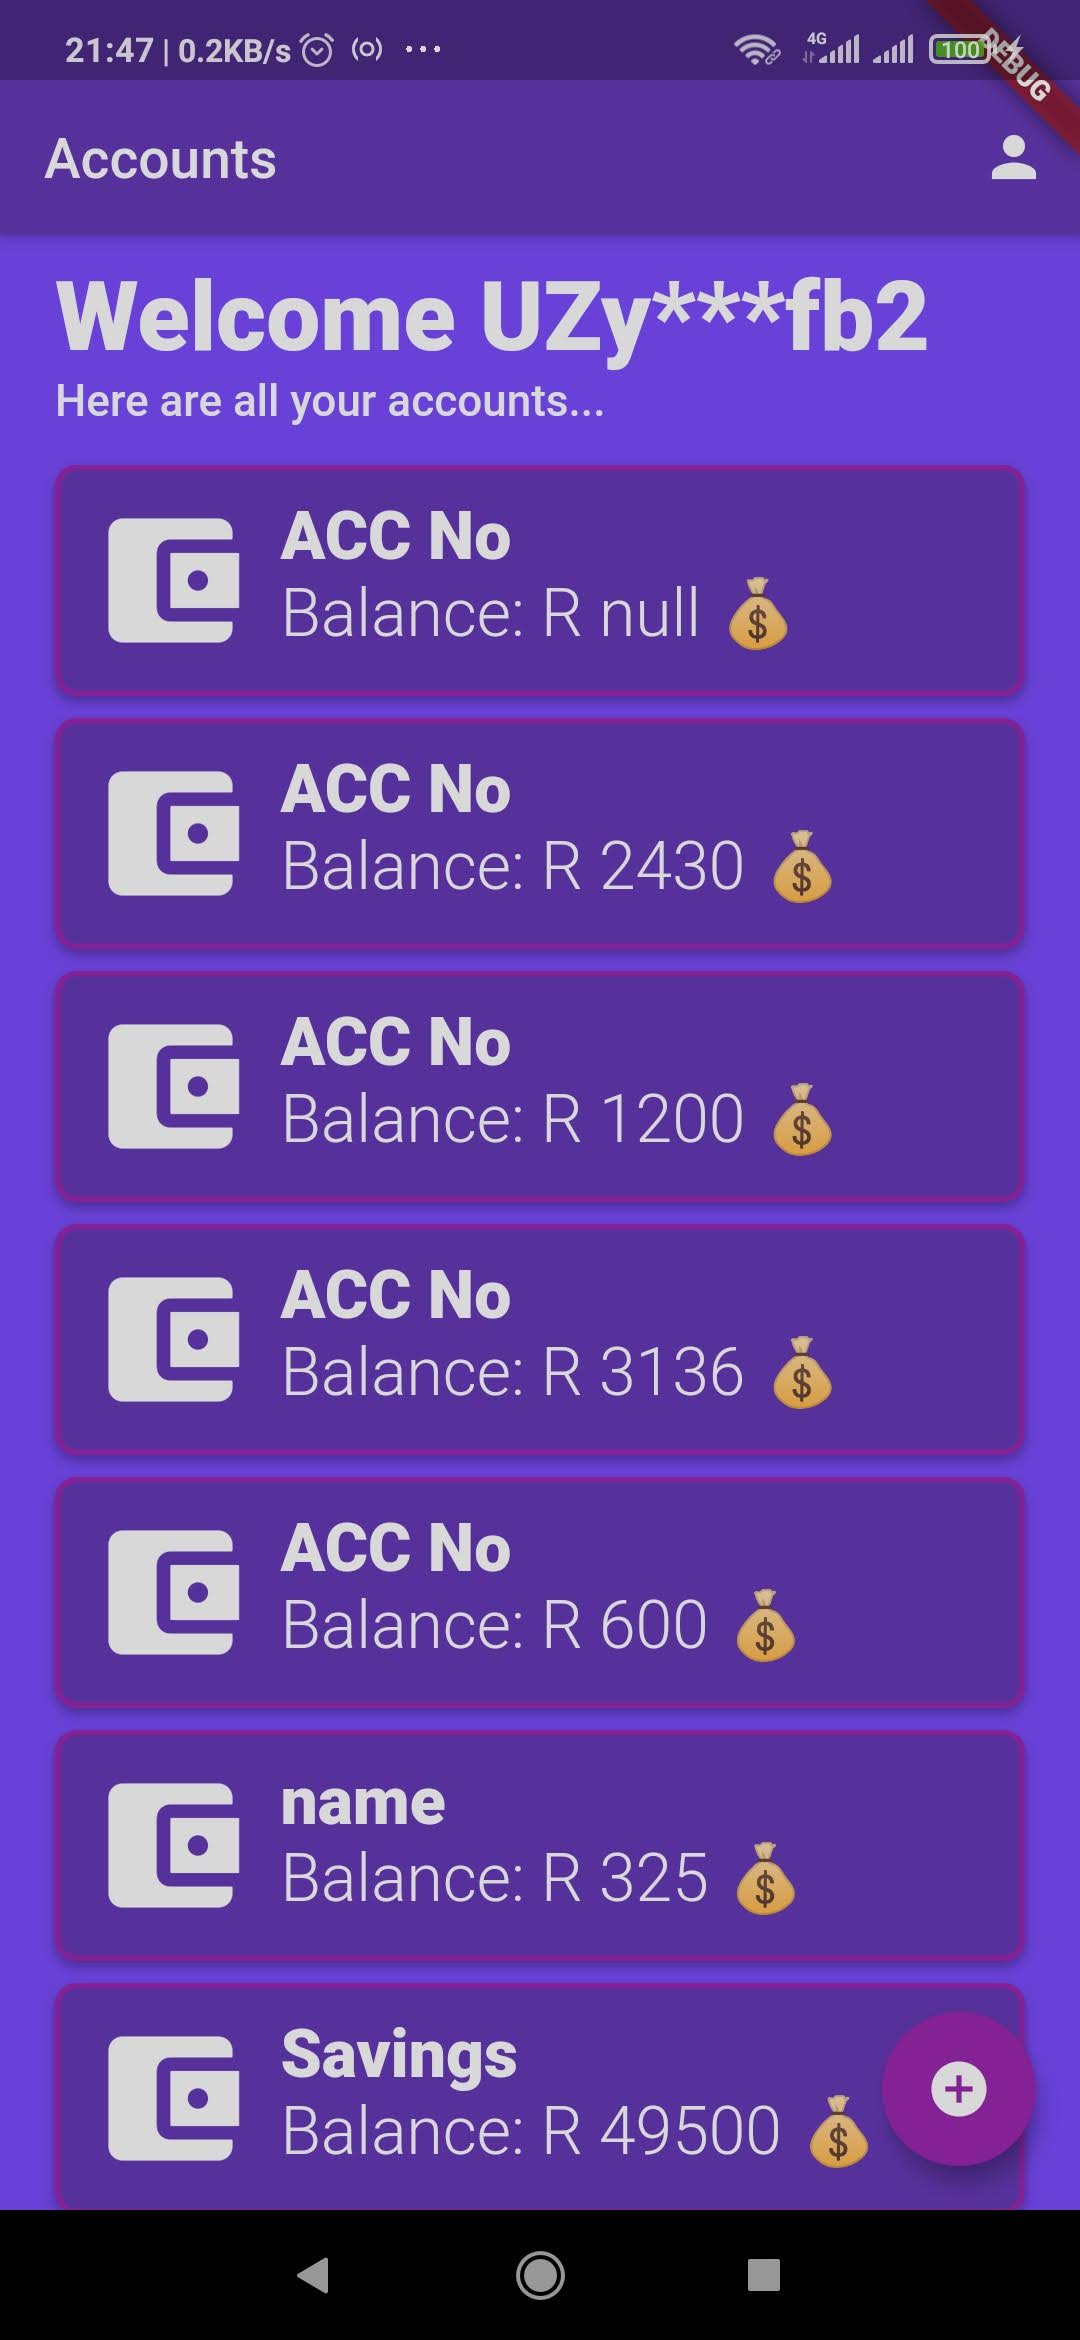 21:47 | 0.2KB/s
4G
100
DEBUG
Accounts
Welcome UZy***fb2
Here are all your accounts...
ACC No
Balance: R null 💰
ACC No
Balance: R 2430 💰
ACC No
Balance: R 1200 💰
ACC No
Balance: R 3136 💰
ACC No
Balance: R 600 💰
name
Balance: R 325 💰
Savings
Balance: R 49500 💰